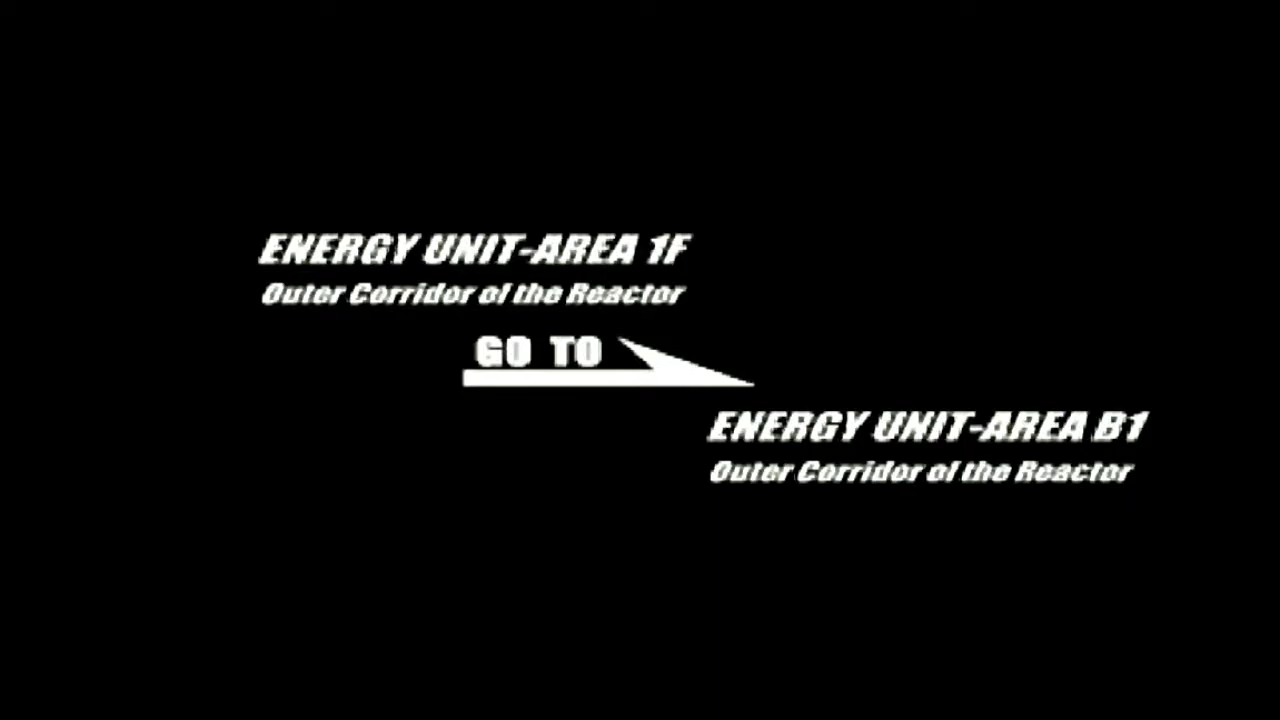 ENERGY UNIT-AREA 1F
Outer Corridor of the Reactor
GO TO
ENERGY UNIT-AREA B1
Outer Corridor of the Reactor